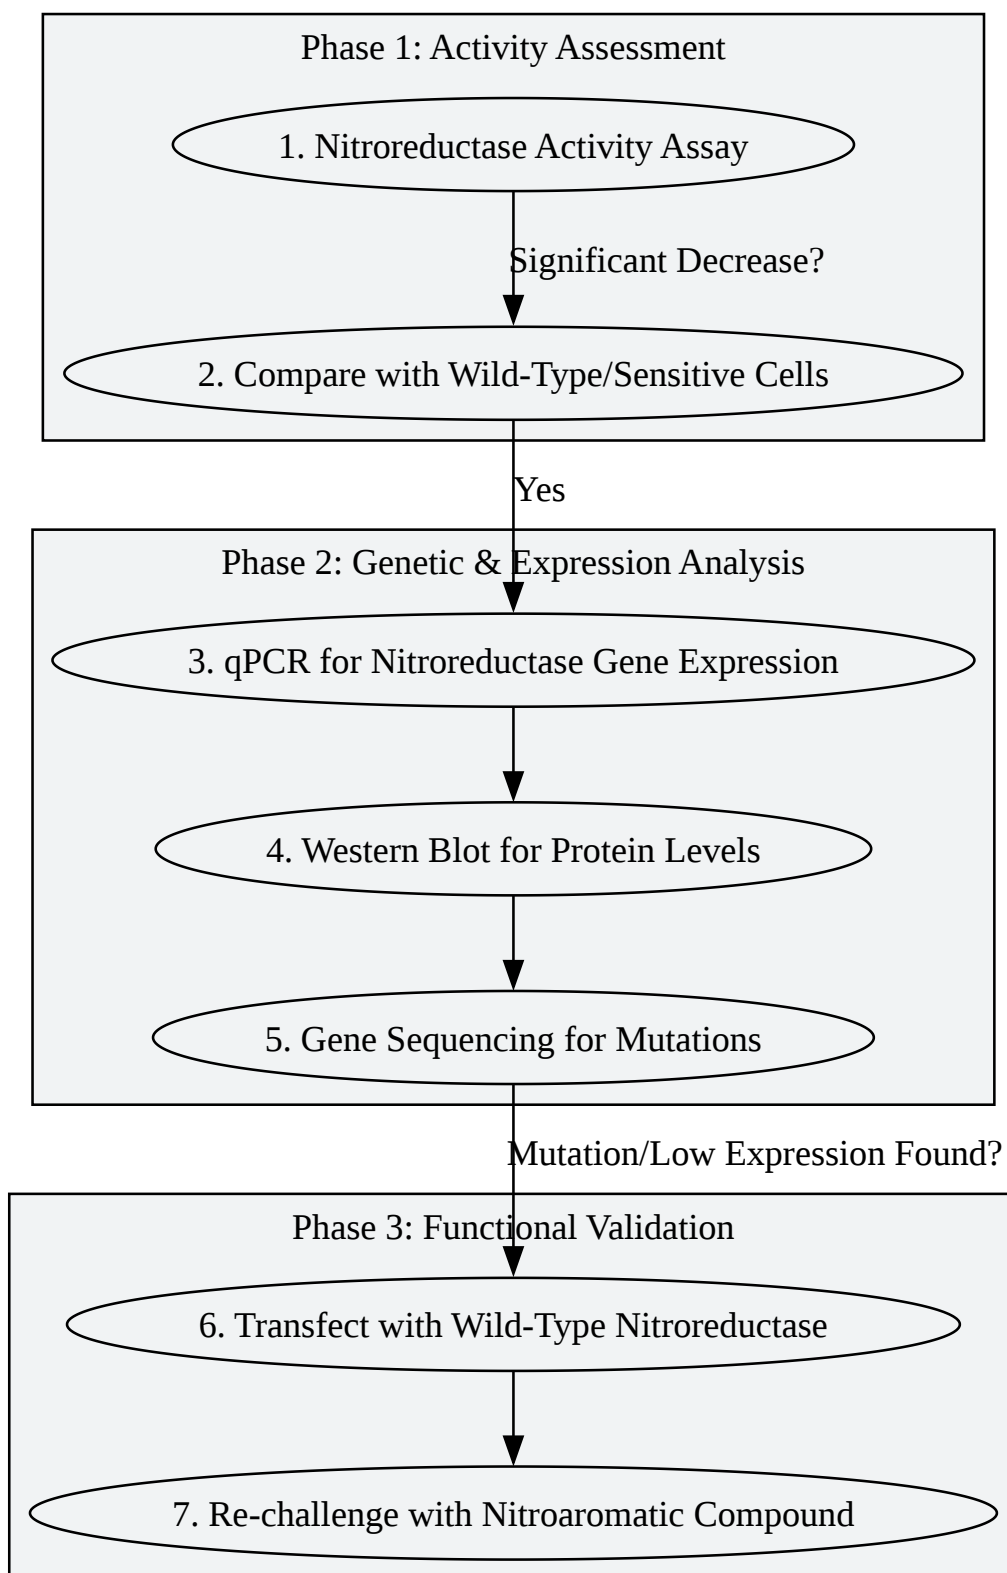 Phase 1: Activity Assessment
1. Nitroreductase Activity Assay
Significant Decrease?
2. Compare with Wild-Type/Sensitive Cells
Yes
Phase 2: Genetic & Expression Analysis
3. qPCR for Nitroreductase Gene Expression
4. Western Blot for Protein Levels
5. Gene Sequencing for Mutations
Mutation/Low Expression Found?
Phase 3: Functional Validation
6. Transfect with Wild-Type Nitroreductase
7. Re-challenge with Nitroaromatic Compound